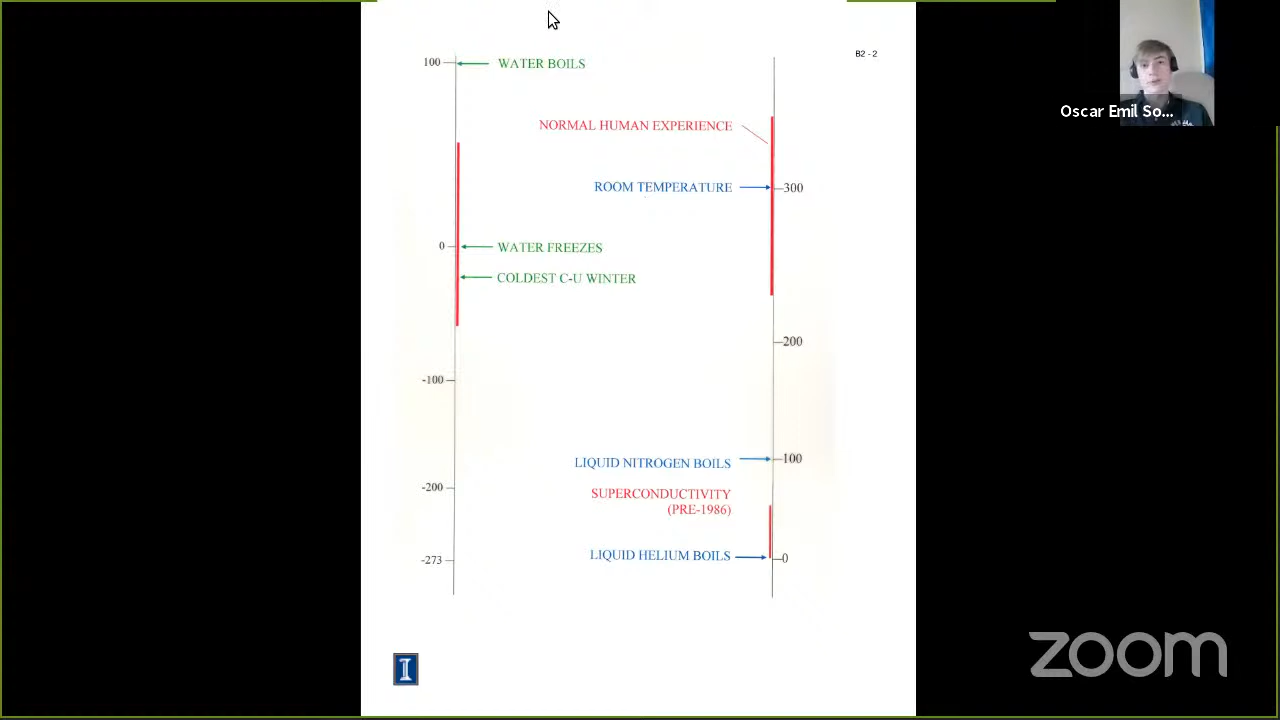 B2 - 2
100
WATER BOILS
NORMAL HUMAN EXPERIENCE
Oscar Emil So...
ROOM TEMPERATURE
300
0
WATER FREEZES
COLDEST C-U WINTER
200
-100
LIQUID NITROGEN BOILS
100
-200
SUPERCONDUCTIVITY
(PRE-1986)
LIQUID HELIUM BOILS
0
-273
I
zoom